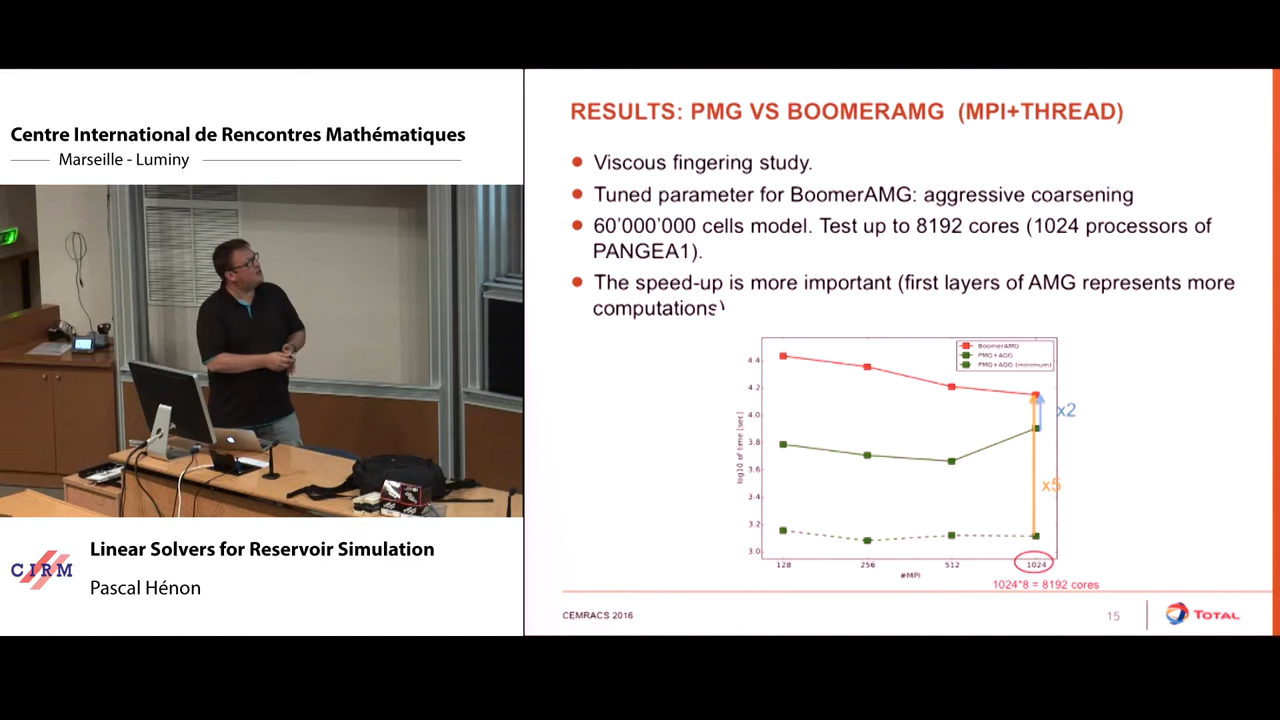 Centre International de Rencontres Mathématiques
Marseille - Luminy
CIRM
Linear Solvers for Reservoir Simulation
Pascal Hénon
RESULTS: PMG VS BOOMERAMG (MPI+THREAD)
Viscous fingering study.
Tuned parameter for BoomerAMG: aggressive coarsening
60'000'000 cells model. Test up to 8192 cores (1024 processors of
PANGEA1).
The speed-up is more important (first layers of AMG represents more
computations)
BoomerAMG
PMG+AGG
PMG+AGG (minimum)
4.4
4.2
4.0
3.8
3.6
3.4
3.2
3.0
log10 of time (sec)
x2
x5
128
256
512
1024
#MPI
1024*8 = 8192 cores
CEMRACS 2016
15
TOTAL